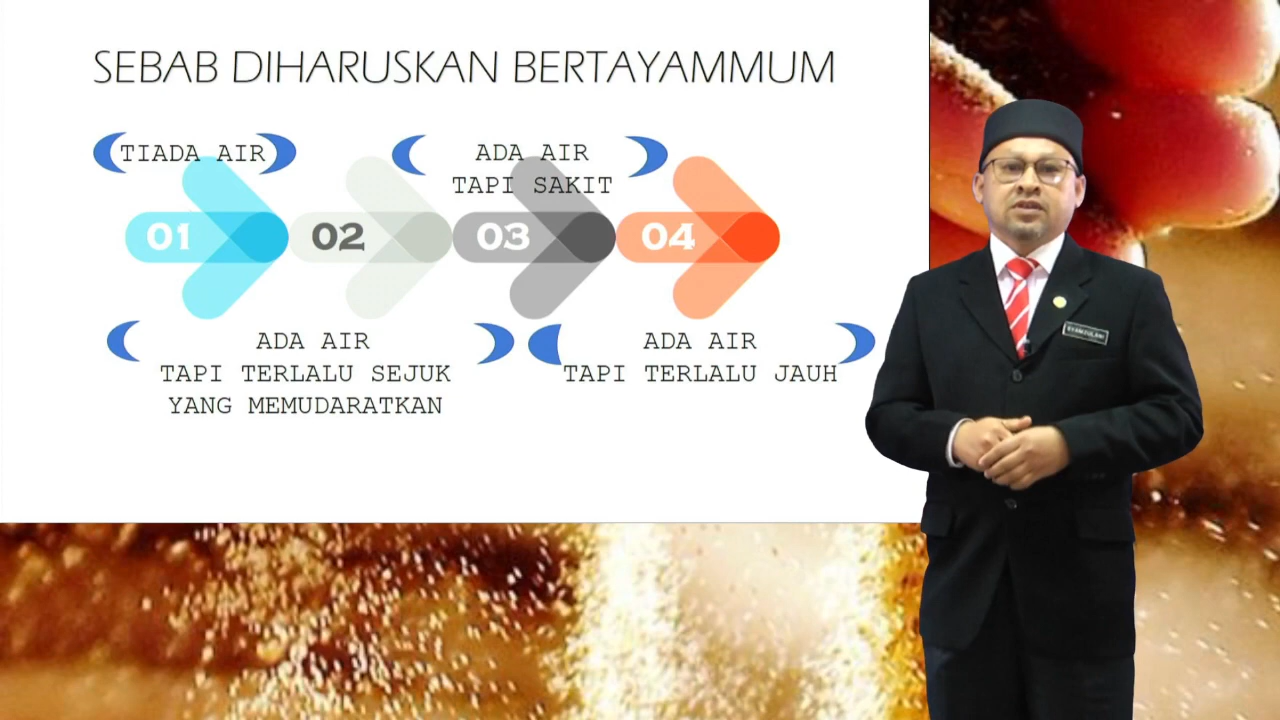 SEBAB DIHARUSKAN BERTAYAMMUM
TIADA AIR
ADA AIR
TAPI SAKIT
01
02
03
04
ADA AIR
TAPI TERLALU SEJUK
YANG MEMUDARATKAN
ADA AIR
TAPI TERLALU JAUH